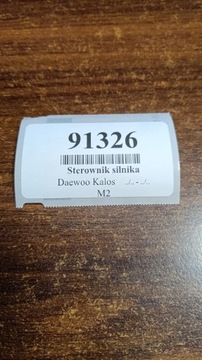 91326
Sterownik silnika
Daewoo Kalos
M2